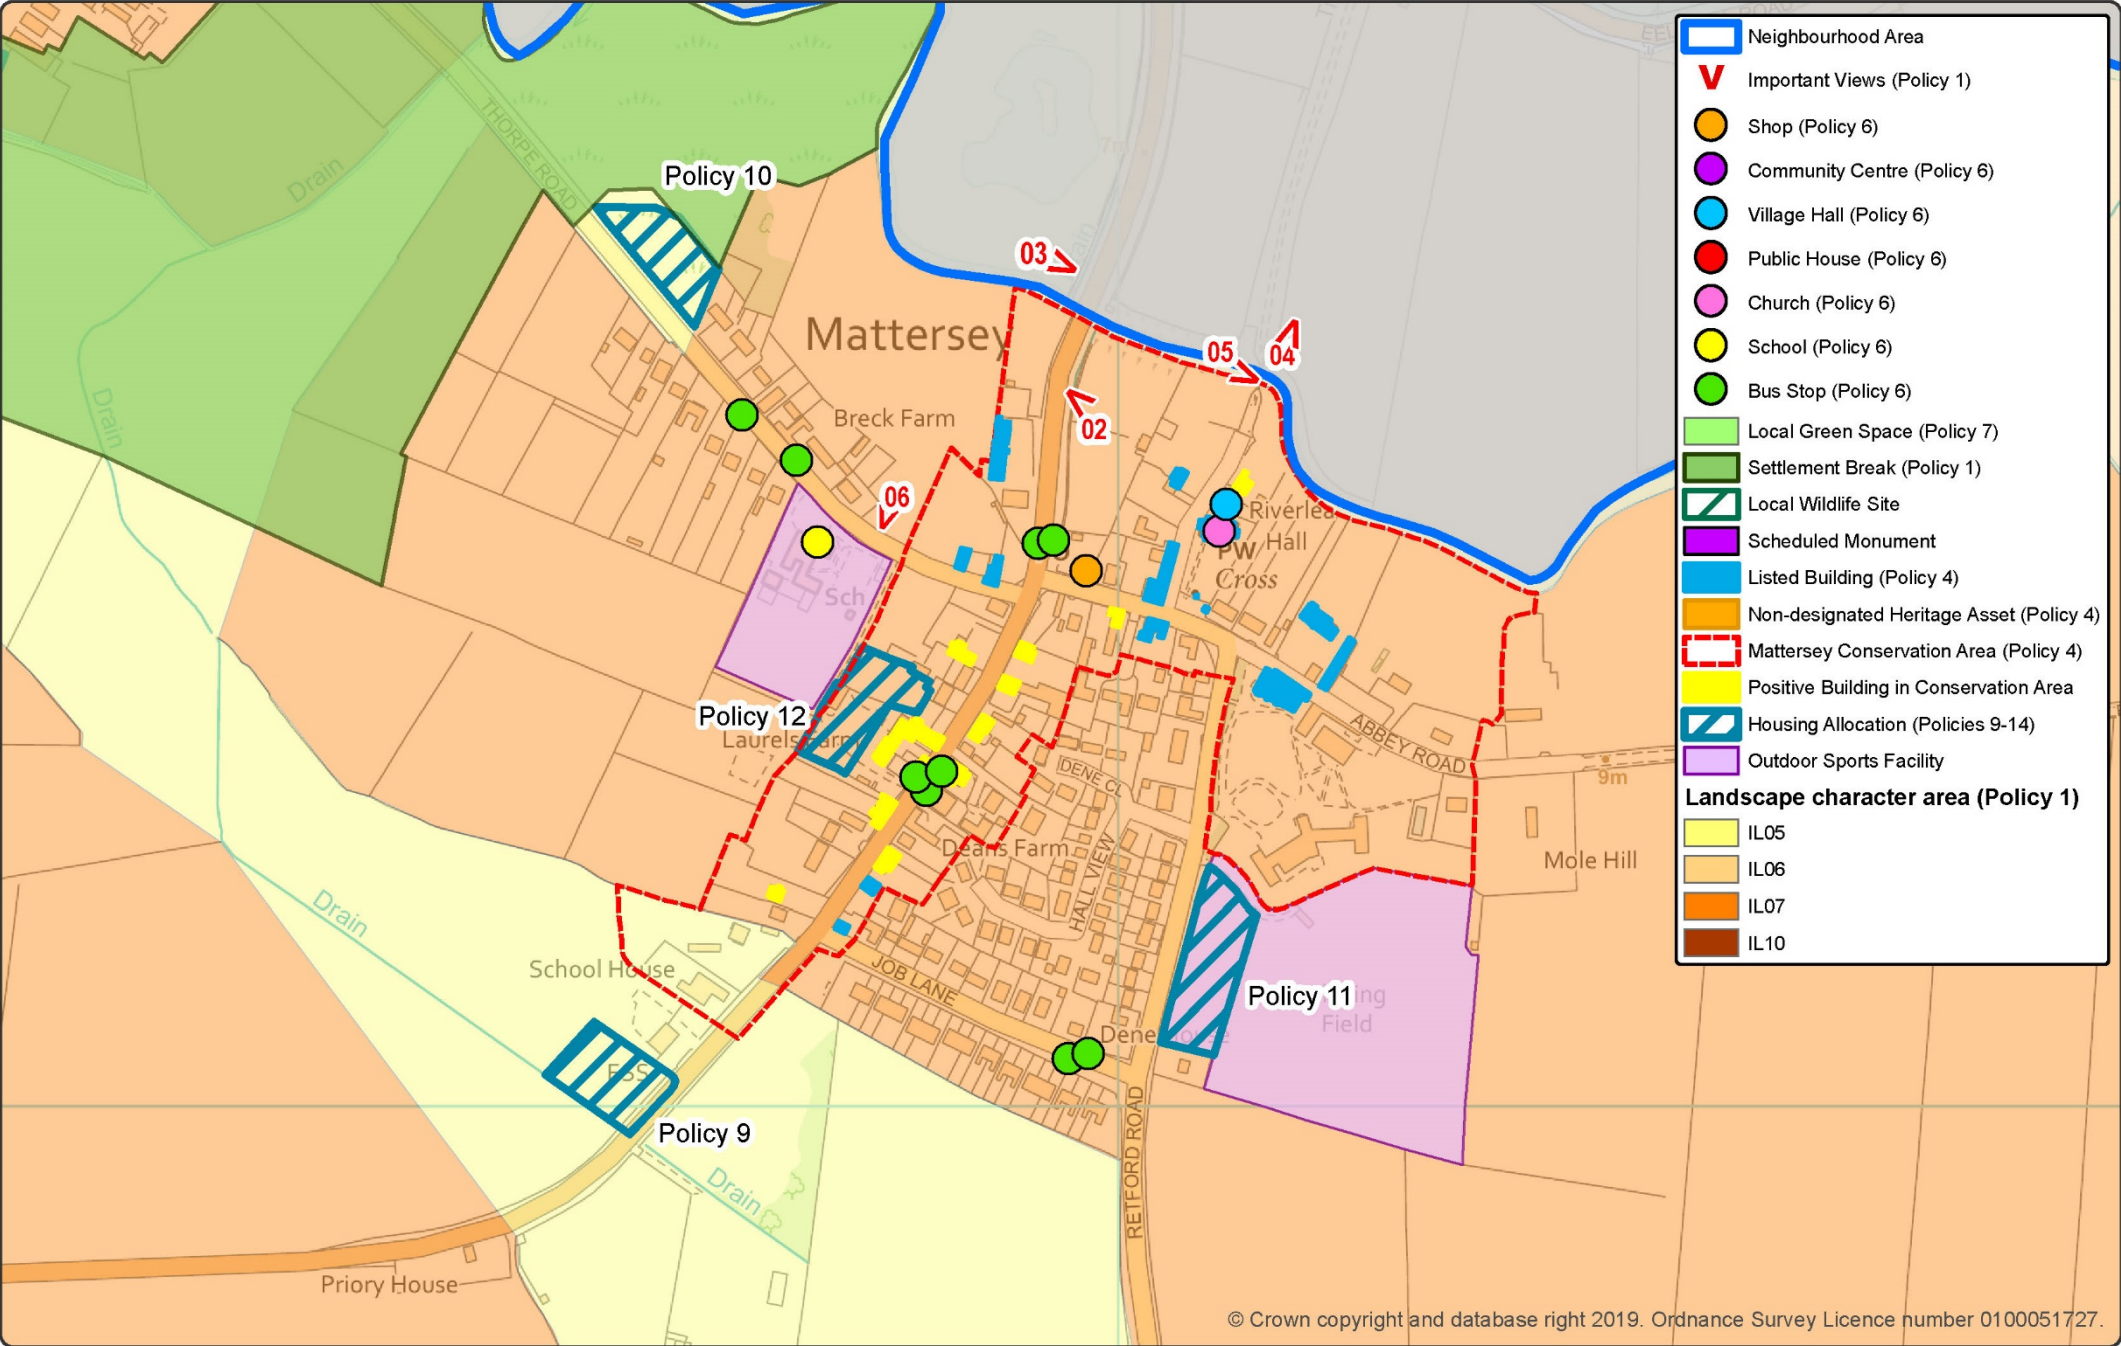 THORPE ROAD
Drain
Policy 10
7m
03
Drain
Mattersey
05
04
Breck Farm
02
06
Riverlea
Hall
PW
Cross
Sch
Policy 12
Laurels Farm
ABBEY ROAD
9m
DENE CL
Deans Farm
HALL VIEW
Mole Hill
Drain
School House
JOB LANE
Policy 11
Field
ESS
Policy 9
Drain
RETFORD ROAD
Priory House
Neighbourhood Area
Important Views (Policy 1)
Shop (Policy 6)
Community Centre (Policy 6)
Village Hall (Policy 6)
Public House (Policy 6)
Church (Policy 6)
School (Policy 6)
Bus Stop (Policy 6)
Local Green Space (Policy 7)
Settlement Break (Policy 1)
Local Wildlife Site
Scheduled Monument
Listed Building (Policy 4)
Non-designated Heritage Asset (Policy 4)
Mattersey Conservation Area (Policy 4)
Positive Building in Conservation Area
Housing Allocation (Policies 9-14)
Outdoor Sports Facility
Landscape character area (Policy 1)
IL05
IL06
IL07
IL10
© Crown copyright and database right 2019. Ordnance Survey Licence number 0100051727.